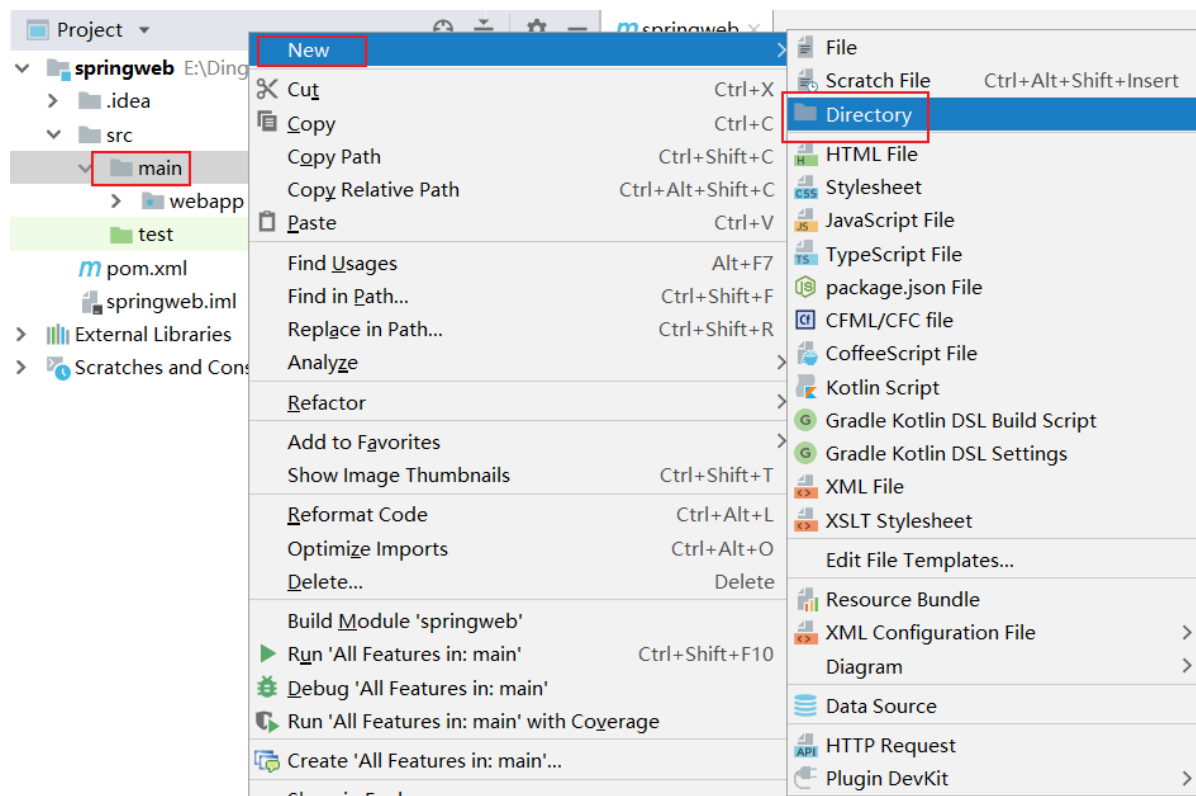 Project
springweb
springweb E:\Ding
.idea
src
main
webapp
test
pom.xml
springweb.iml
External Libraries
Scratches and Cons
New
Cut Ctrl+X
Copy Ctrl+C
Copy Path Ctrl+Shift+C
Copy Relative Path Ctrl+Alt+Shift+C
Paste Ctrl+V
Find Usages Alt+F7
Find in Path... Ctrl+Shift+F
Replace in Path... Ctrl+Shift+R
Analyze
Refactor
Add to Favorites
Show Image Thumbnails Ctrl+Shift+T
Reformat Code Ctrl+Alt+L
Optimize Imports Ctrl+Alt+O
Delete... Delete
Build Module 'springweb'
Run 'All Features in: main' Ctrl+Shift+F10
Debug 'All Features in: main'
Run 'All Features in: main' with Coverage
Create 'All Features in: main'...
File
Scratch File Ctrl+Alt+Shift+Insert
Directory
HTML File
Stylesheet
JavaScript File
TypeScript File
package.json File
CFML/CFC file
CoffeeScript File
Kotlin Script
Gradle Kotlin DSL Build Script
Gradle Kotlin DSL Settings
XML File
XSLT Stylesheet
Edit File Templates...
Resource Bundle
XML Configuration File
Diagram
Data Source
HTTP Request
Plugin DevKit